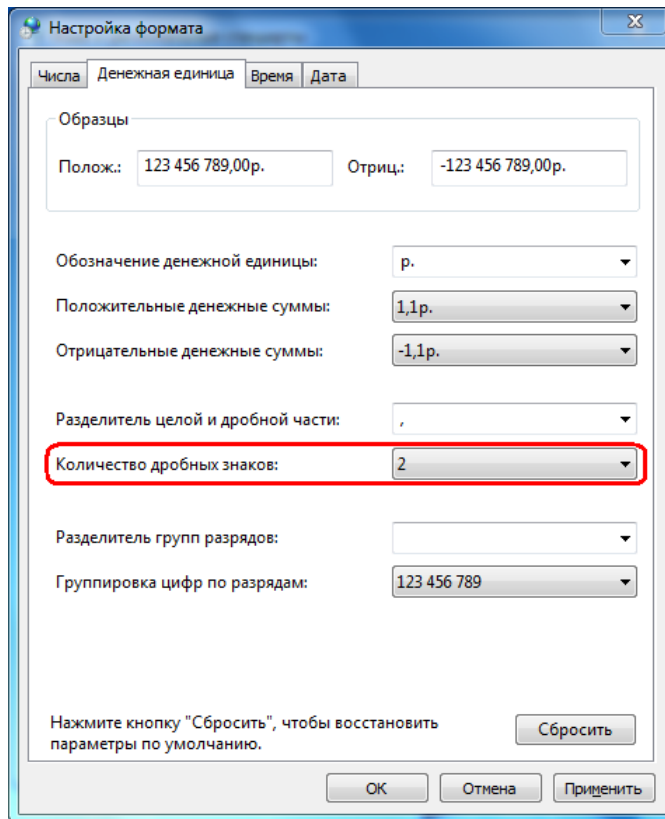 Настройка формата
Числа Денежная единица Время Дата
Образцы
Полож.: 123 456 789,00р. Отриц.: -123 456 789,00р.
Обозначение денежной единицы: р.
Положительные денежные суммы: 1,1р.
Отрицательные денежные суммы: -1,1р.
Разделитель целой и дробной части: ,
Количество дробных знаков: 2
Разделитель групп разрядов:
Группировка цифр по разрядам: 123 456 789
Нажмите кнопку "Сбросить", чтобы восстановить
параметры по умолчанию.
Сбросить
ОК Отмена Применить